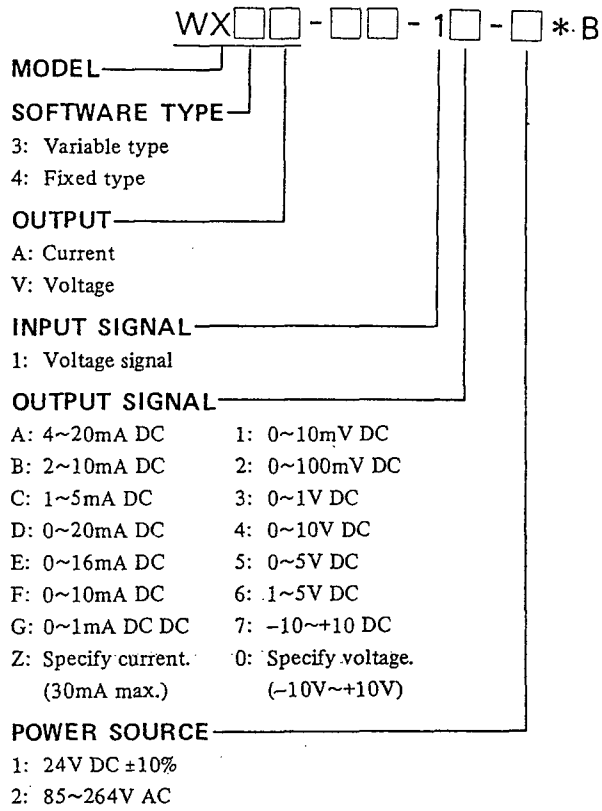 WX□□-□□-1□-□*B
MODEL
SOFTWARE TYPE
3: Variable type
4: Fixed type
OUTPUT
A: Current
V: Voltage
INPUT SIGNAL
1: Voltage signal
OUTPUT SIGNAL
A: 4~20mA DC 1: 0~10mV DC
B: 2~10mA DC 2: 0~100mV DC
C: 1~5mA DC 3: 0~1V DC
D: 0~20mA DC 4: 0~10V DC
E: 0~16mA DC 5: 0~5V DC
F: 0~10mA DC 6: 1~5V DC
G: 0~1mA DC DC 7: –10~+10 DC
Z: Specify current. 0: Specify voltage.
(30mA max.) (–10V~+10V)
POWER SOURCE
1: 24V DC ±10%
2: 85~264V AC